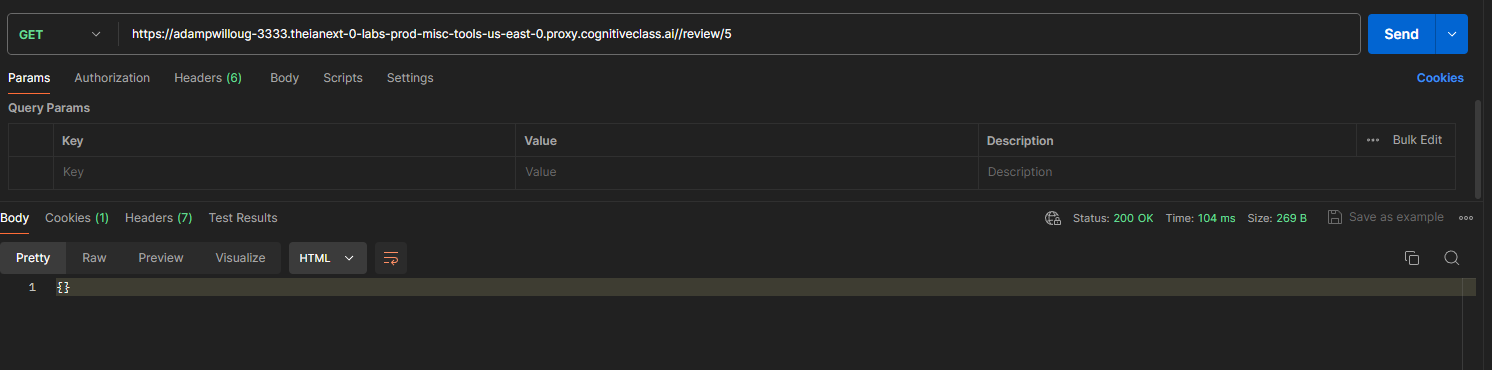 GET https://adampwilloug-3333.theianext-0-labs-prod-misc-tools-us-east-0.proxy.cognitiveclass.ai//review/5 Send
Params Authorization Headers (6) Body Scripts Settings Cookies
Query Params
Key Value Description ••• Bulk Edit
Key Value Description
Body Cookies (1) Headers (7) Test Results Status: 200 OK Time: 104 ms Size: 269 B Save as example •••
Pretty Raw Preview Visualize HTML
1 {}